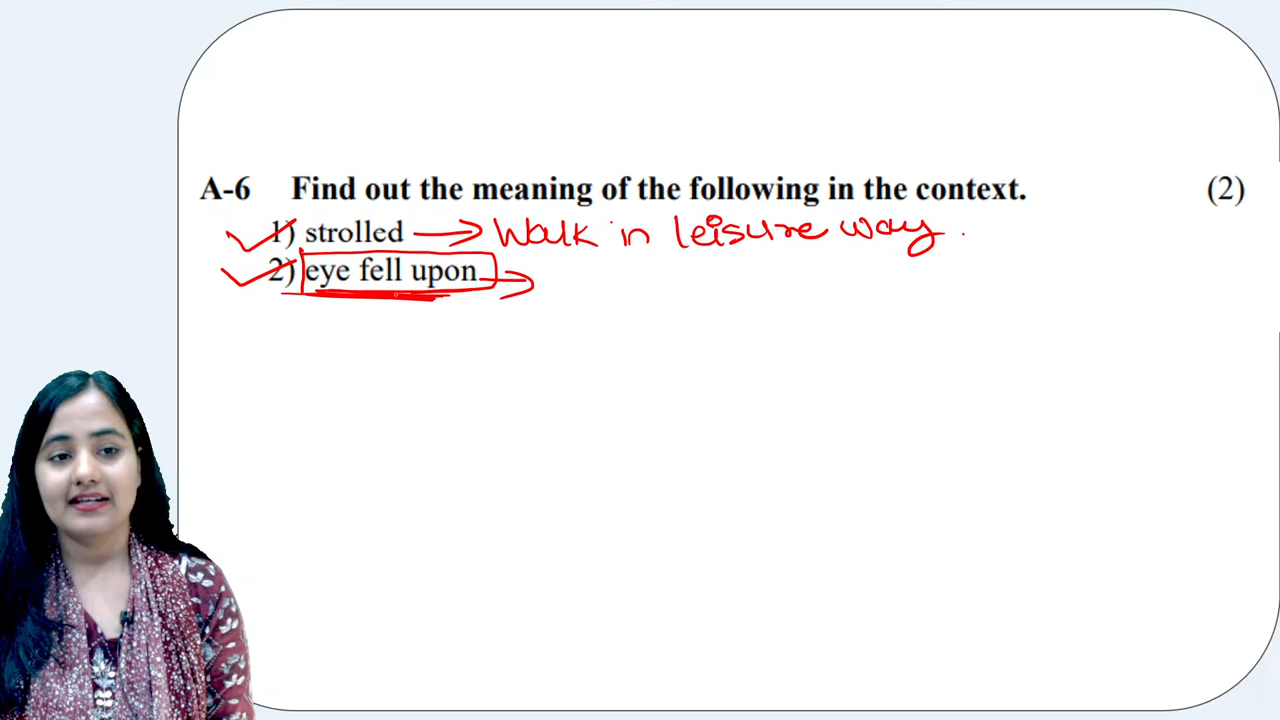 A-6 Find out the meaning of the following in the context. (2)
1) strolled → Walk in leisure way.
2) eye fell upon →